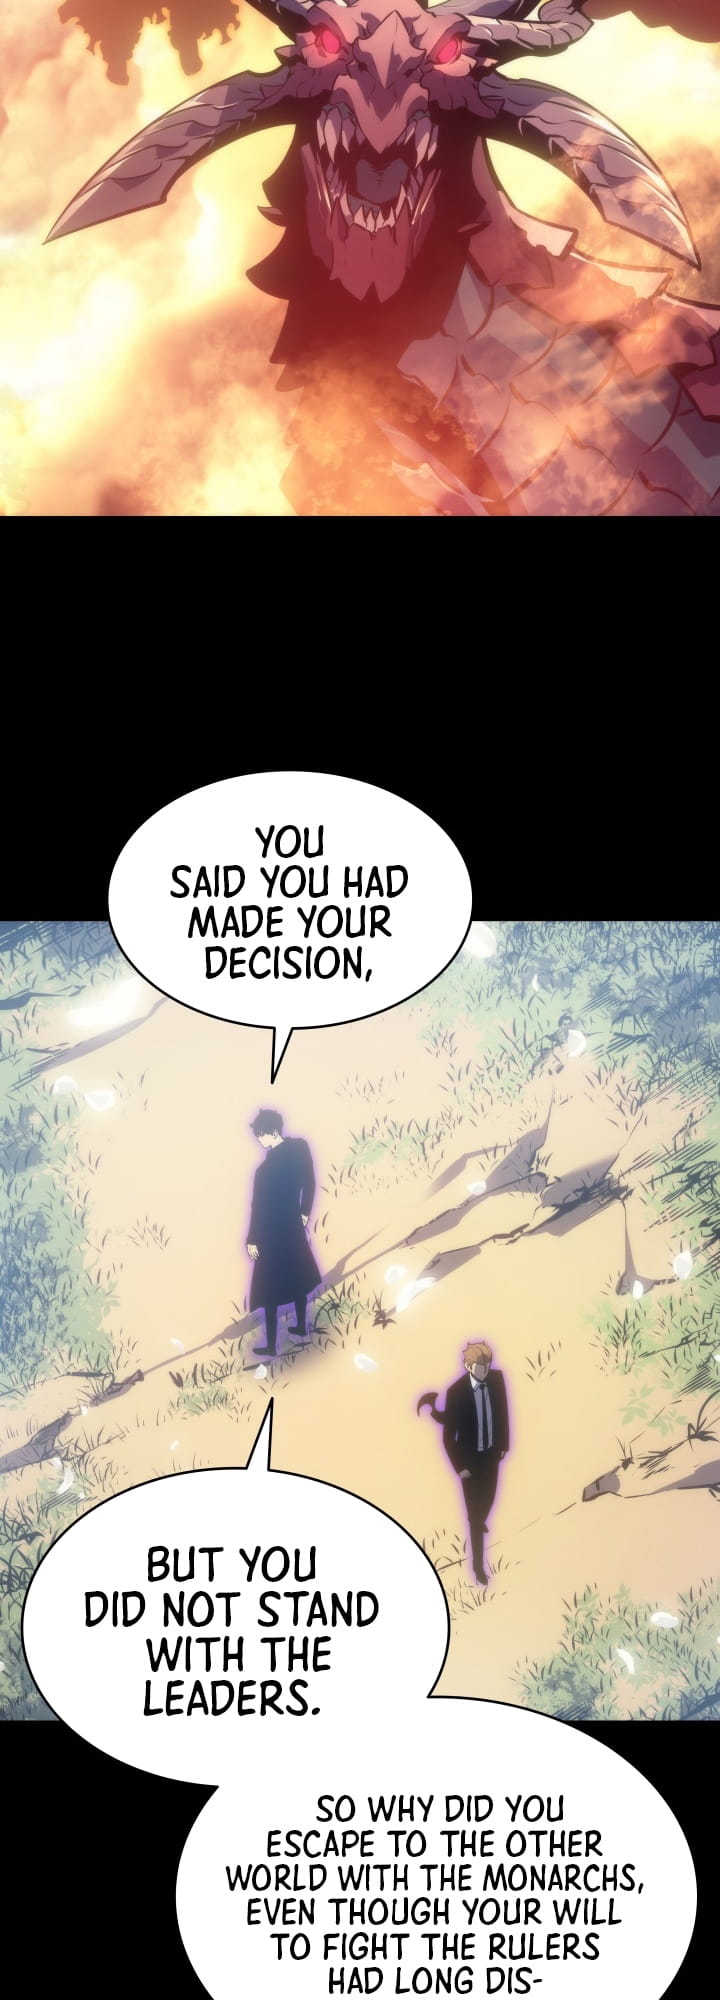 YOU
SAID YOU HAD
MADE YOUR
DECISION,
BUT YOU
DID NOT STAND
WITH THE
LEADERS.
SO WHY DID YOU
ESCAPE TO THE OTHER
WORLD WITH THE MONARCHS,
EVEN THOUGH YOUR WILL
TO FIGHT THE RULERS
HAD LONG DIS-